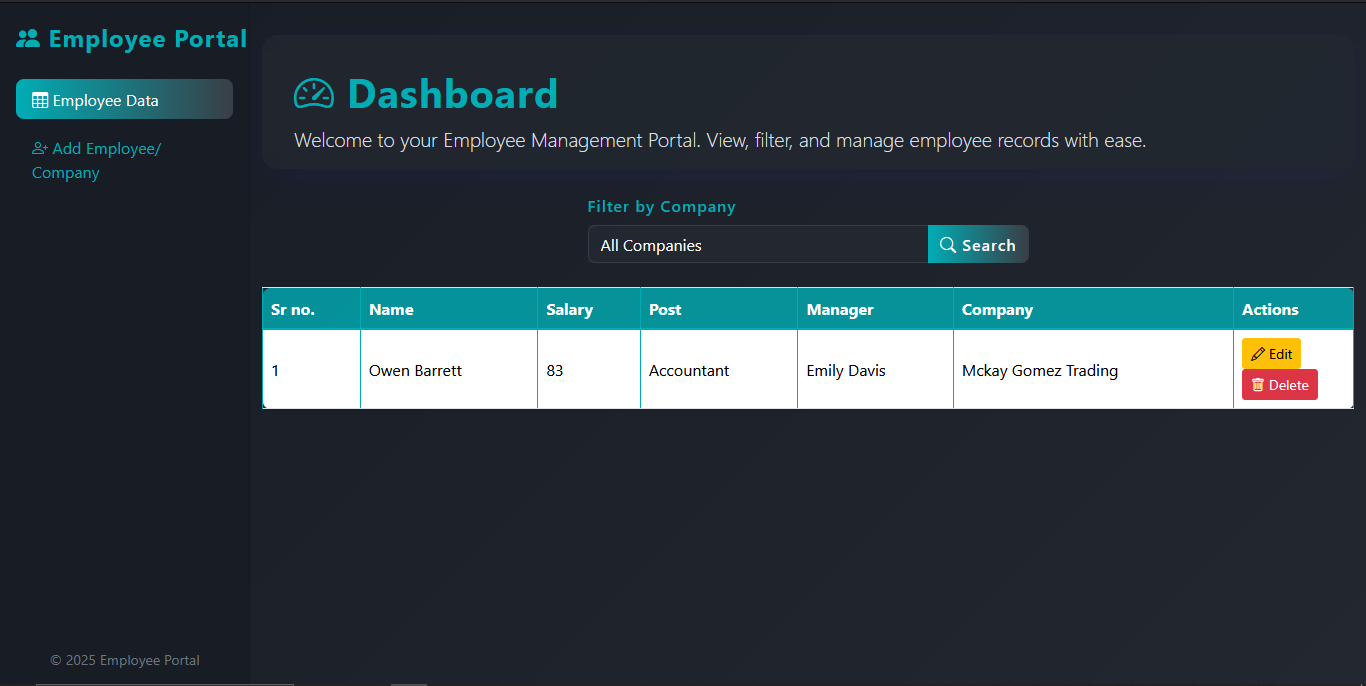 Employee Portal
Employee Data
Add Employee/
Company
© 2025 Employee Portal
Dashboard
Welcome to your Employee Management Portal. View, filter, and manage employee records with ease.
Filter by Company
All Companies Search
Sr no. Name Salary Post Manager Company Actions
1 Owen Barrett 83 Accountant Emily Davis Mckay Gomez Trading Edit
Delete